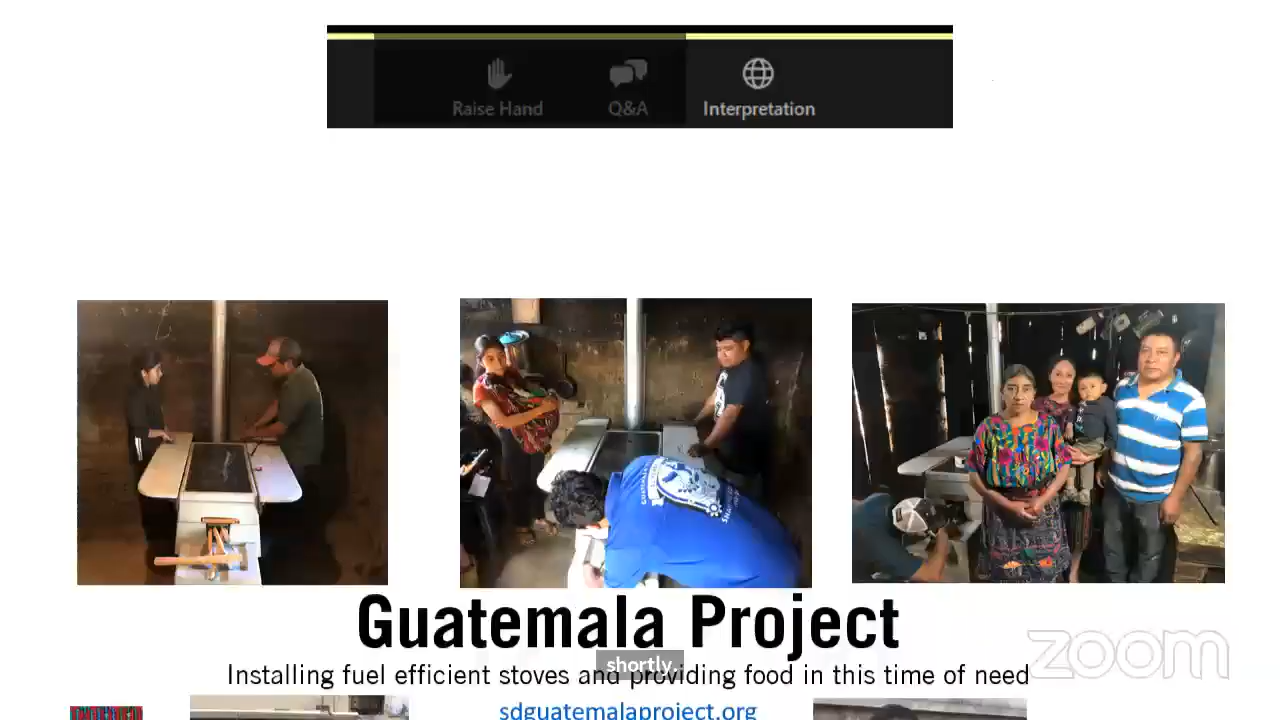 Raise Hand
Q&A
Interpretation
Guatemala Project
shortly.
Installing fuel efficient stoves and providing food in this time of need
zoom
sdguatemalaproject.org